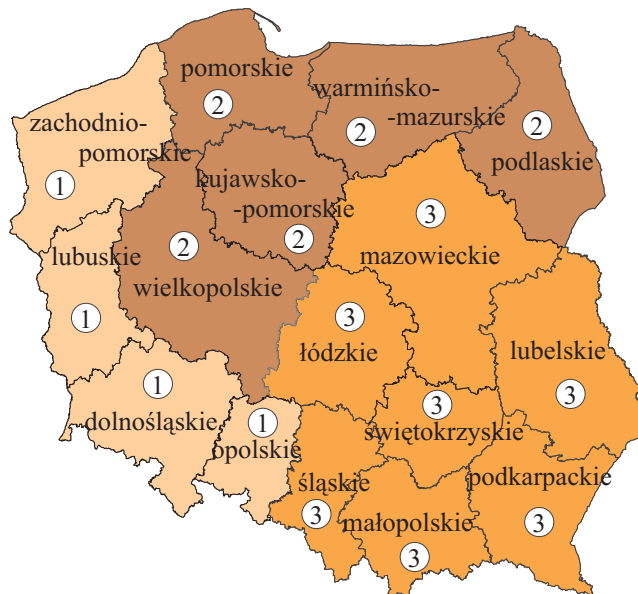 pomorskie
2
warmińsko-
-mazurskie
2
2
podlaskie
zachodnio-
pomorskie
1
kujawsko-
-pomorskie
2
3
mazowieckie
lubuskie
1
2
wielkopolskie
3
łódzkie
lubelskie
3
1
dolnośląskie
1
opolskie
3
świętokrzyskie
śląskie
3
małopolskie
3
podkarpackie
3